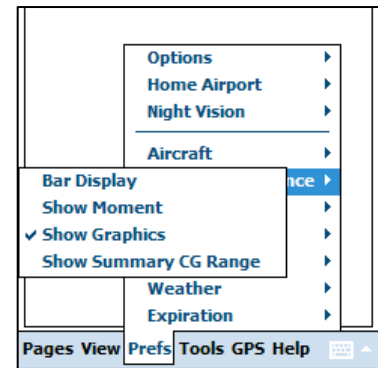 Options
Home Airport
Night Vision
Aircraft
nce
Bar Display
Show Moment
Show Graphics
Show Summary CG Range
Weather
Expiration
Pages View Prefs Tools GPS Help